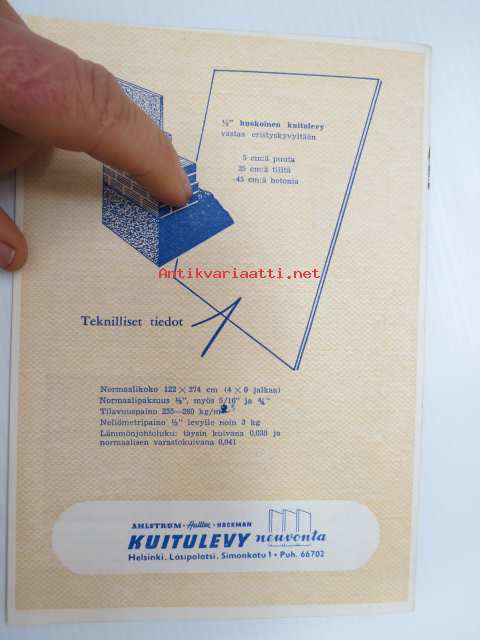 ½" huokoinen kuitulevy
vastaa eristyskyvyltään
5 cm:ä puuta
25 cm:ä tiiltä
45 cm:ä betonia
Antikvariaatti.net
Teknilliset tiedot
Normaalikoko 122 × 274 cm (4 × 9 jalkaa)
Normaalipaksuus ½", myös 5/16" ja ¾"
Tilavuuspaino 235—260 kg/m
Neliömetripaino ½" levylle noin 3 kg
Lämmönjohtoluku: täysin kuivana 0,038 ja
normaalisen varastokuivana 0,041
AHLSTRÖM • Halltex • HACKMAN
KUITULEVY neuvonta
Helsinki. Lasipalatsi. Simonkatu 1 • Puh. 66702